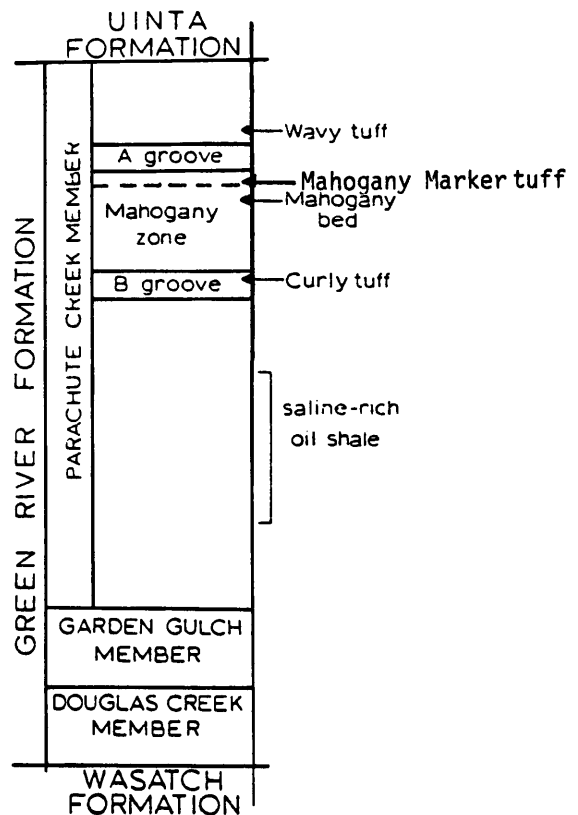 UINTA
FORMATION
Wavy tuff
A groove
Mahogany Marker tuff
Mahogany
bed
Mahogany
zone
B groove
Curly tuff
saline-rich
oil shale
GREEN RIVER FORMATION
PARACHUTE CREEK MEMBER
GARDEN GULCH
MEMBER
DOUGLAS CREEK
MEMBER
WASATCH
FORMATION